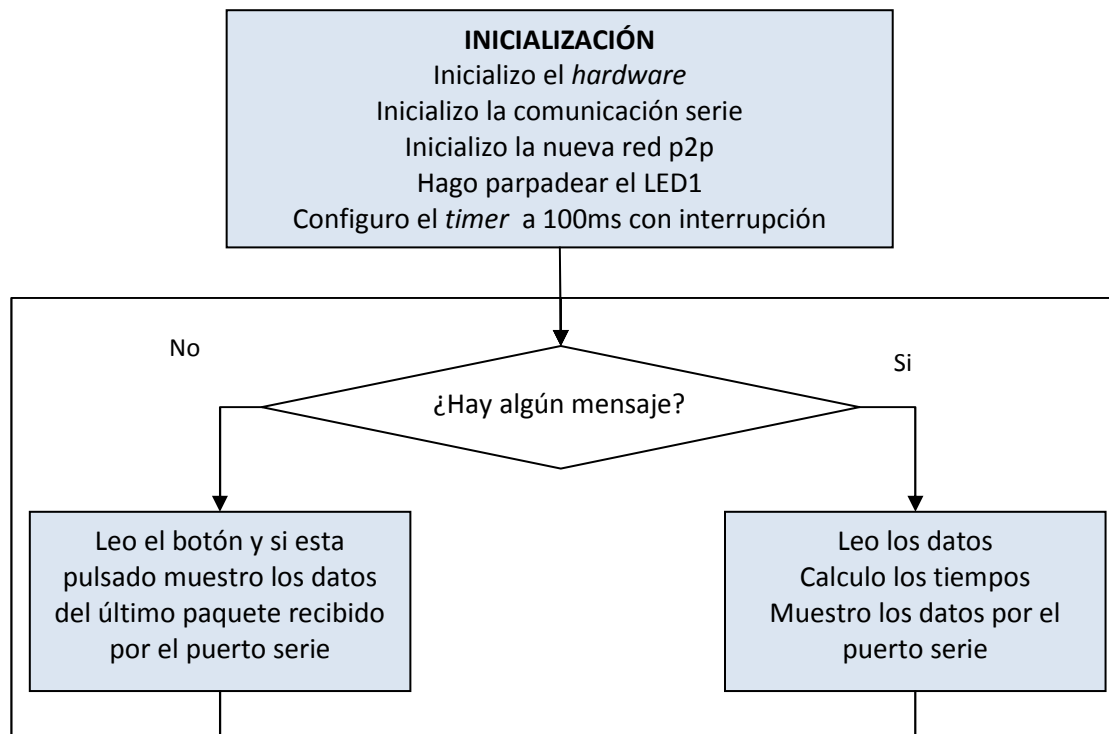 INICIALIZACIÓN
Inicializo el hardware
Inicializo la comunicación serie
Inicializo la nueva red p2p
Hago parpadear el LED1
Configuro el timer a 100ms con interrupción
No
Si
¿Hay algún mensaje?
Leo el botón y si esta
pulsado muestro los datos
del último paquete recibido
por el puerto serie
Leo los datos
Calculo los tiempos
Muestro los datos por el
puerto serie